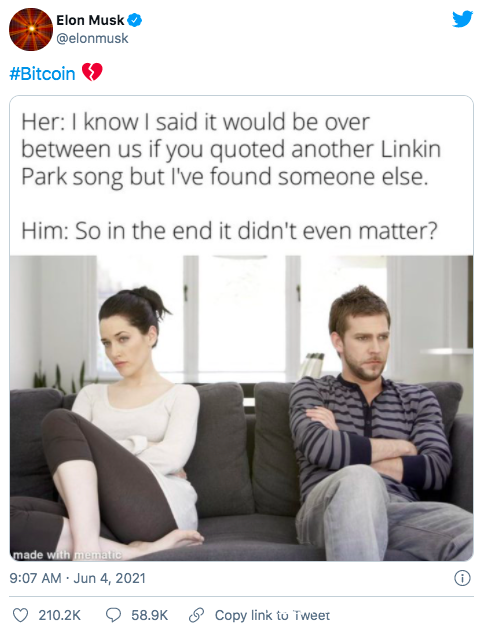 Elon Musk
@elonmusk
#Bitcoin 💔
Her: I know I said it would be over
between us if you quoted another Linkin
Park song but I've found someone else.
Him: So in the end it didn't even matter?
made with mematic
9:07 AM · Jun 4, 2021
210.2K 58.9K Copy link to Tweet